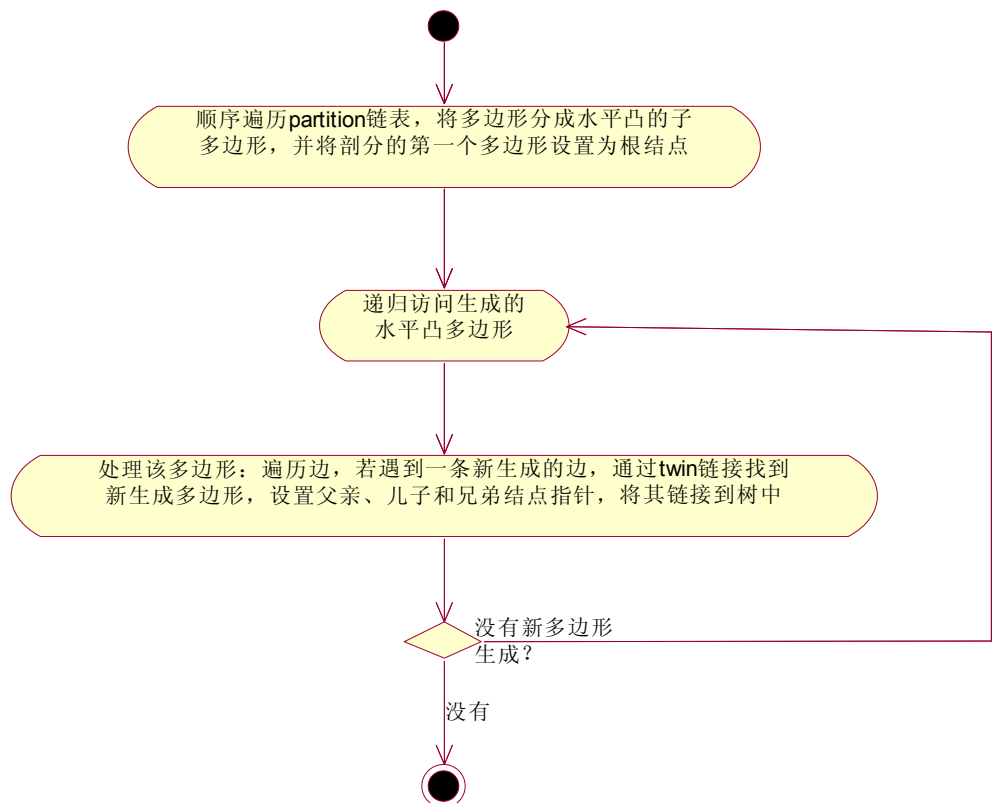 顺序遍历partition链表，将多边形分成水平凸的子
多边形，并将剖分的第一个多边形设置为根结点
递归访问生成的
水平凸多边形
处理该多边形：遍历边，若遇到一条新生成的边，通过twin链接找到
新生成多边形，设置父亲、儿子和兄弟结点指针，将其链接到树中
没有新多边形
生成？
没有